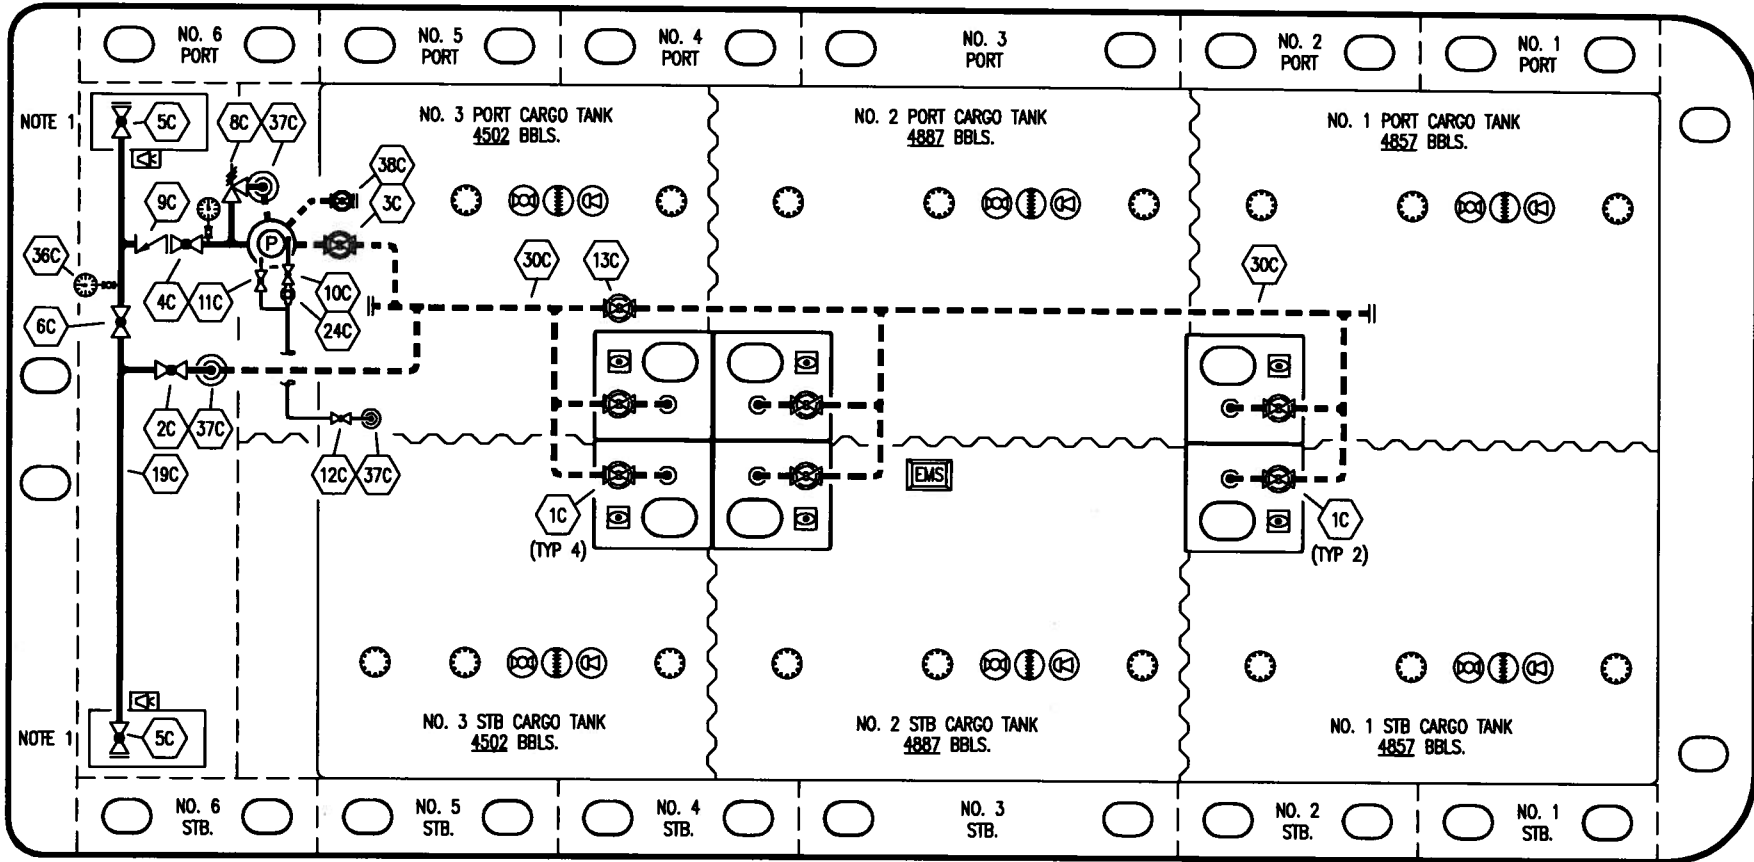 NO. 6
PORT
NO. 5
PORT
NO. 4
PORT
NO. 3
PORT
NO. 2
PORT
NO. 1
PORT
NOTE 1
5C
8C
37C
NO. 3 PORT CARGO TANK
4502 BBLS.
NO. 2 PORT CARGO TANK
4887 BBLS.
NO. 1 PORT CARGO TANK
4857 BBLS.
38C
3C
9C
P
36C
4C
11C
10C
24C
30C
13C
30C
6C
2C
37C
19C
12C
37C
EMS
1C
(TYP 4)
1C
(TYP 2)
NOTE 1
5C
NO. 3 STB CARGO TANK
4502 BBLS.
NO. 2 STB CARGO TANK
4887 BBLS.
NO. 1 STB CARGO TANK
4857 BBLS.
NO. 6
STB.
NO. 5
STB.
NO. 4
STB.
NO. 3
STB.
NO. 2
STB.
NO. 1
STB.